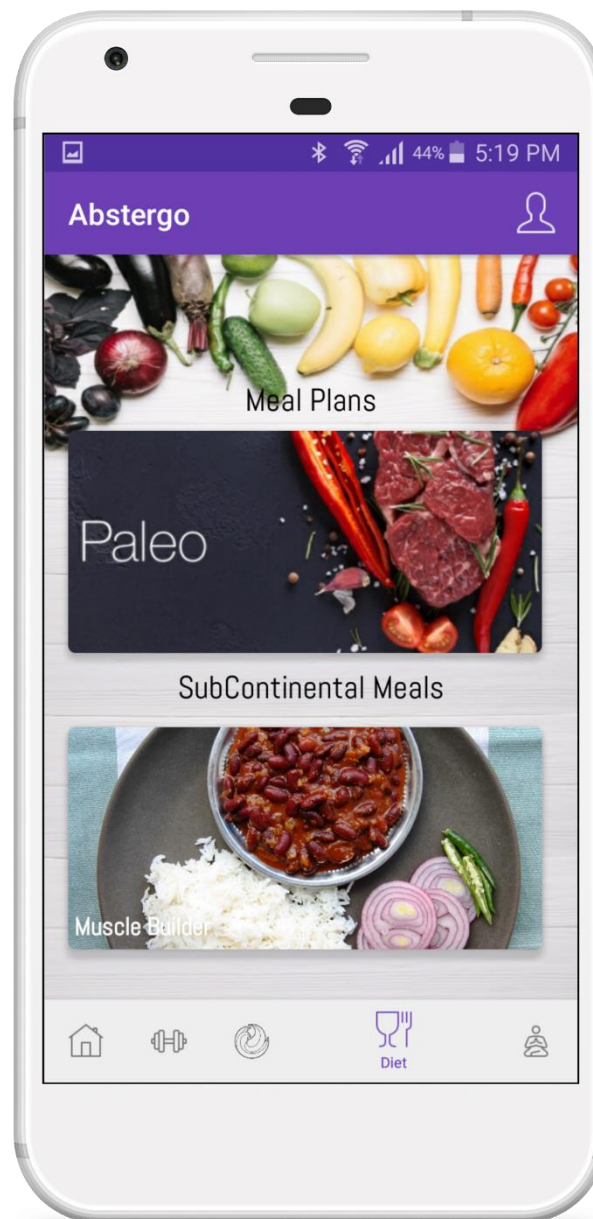 44% 5:19 PM
Abstergo
Meal Plans
Paleo
SubContinental Meals
Muscle Builder
Diet